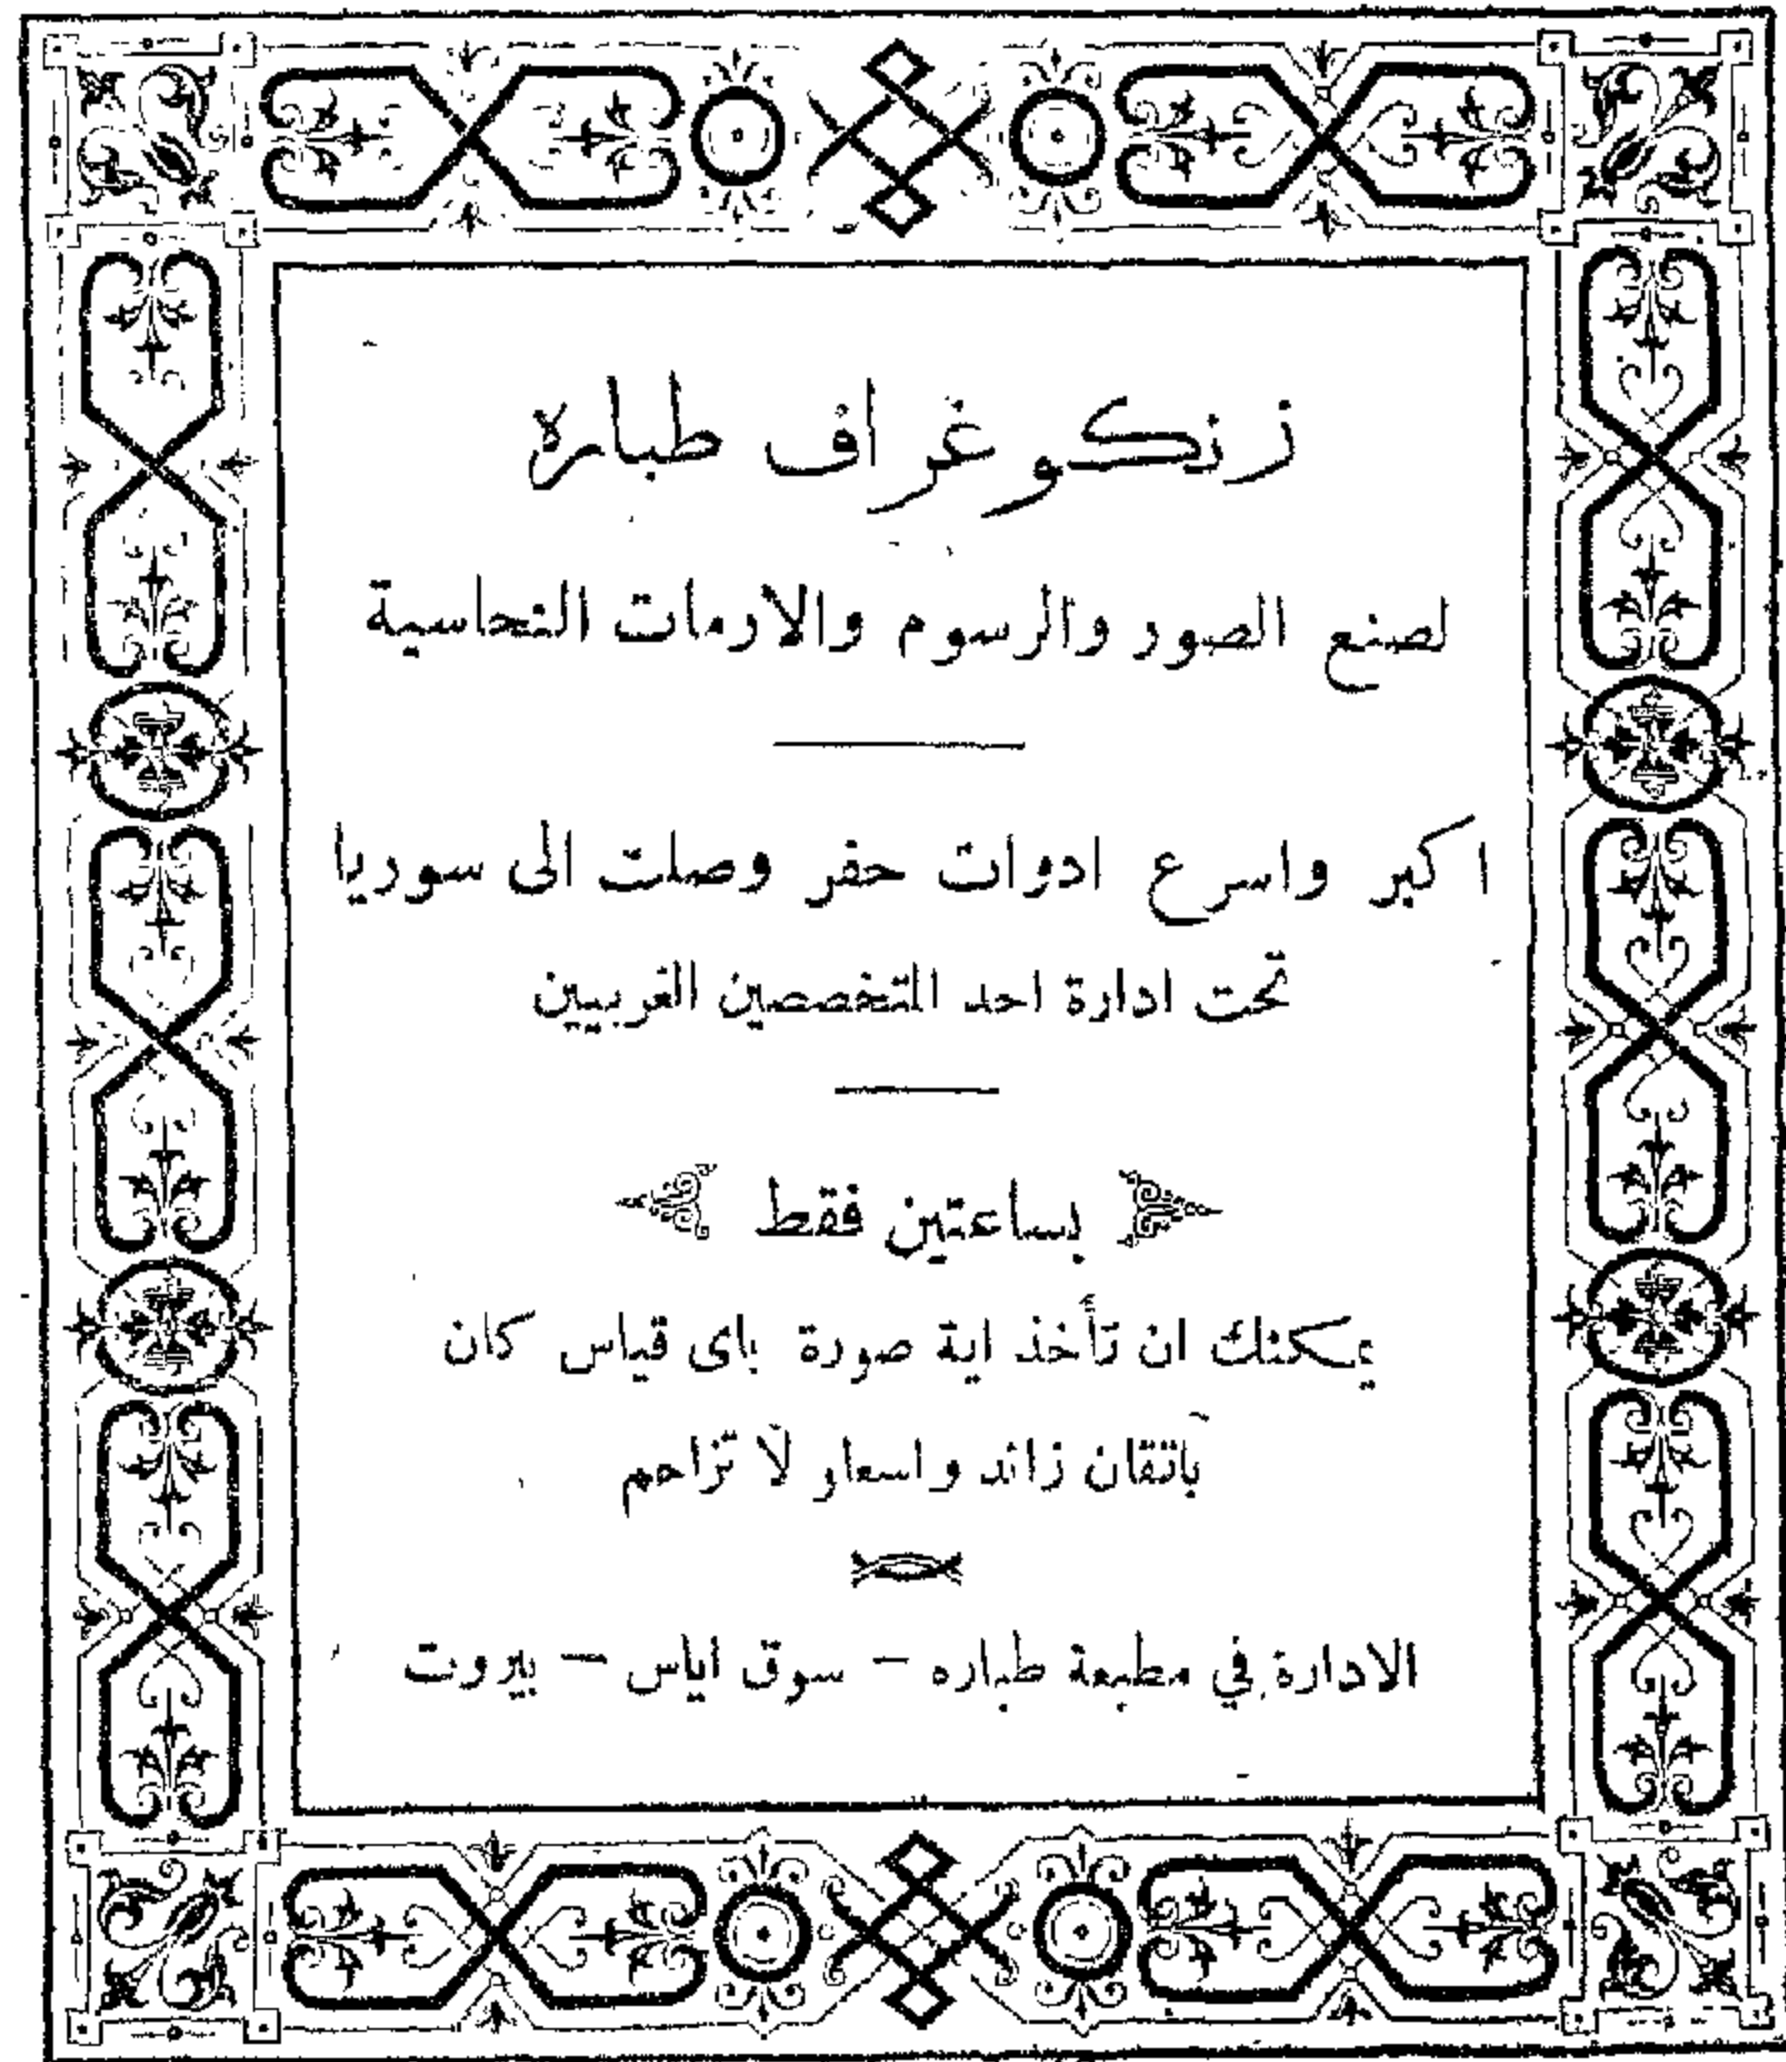 زنكوغراف طباره
لصنع الصور والرسوم والارمات النحاسية
اكبر واسرع ادوات حفر وصلت الى سوريا
تحت ادارة احد المتخصصين الغربيين
بساعتين فقط
يمكنك ان تأخذ اية صورة باى قياس كان
باتقان زائد واسعار لا تزاحم
الادارة في مطبعة طباره – سوق اياس – بيروت